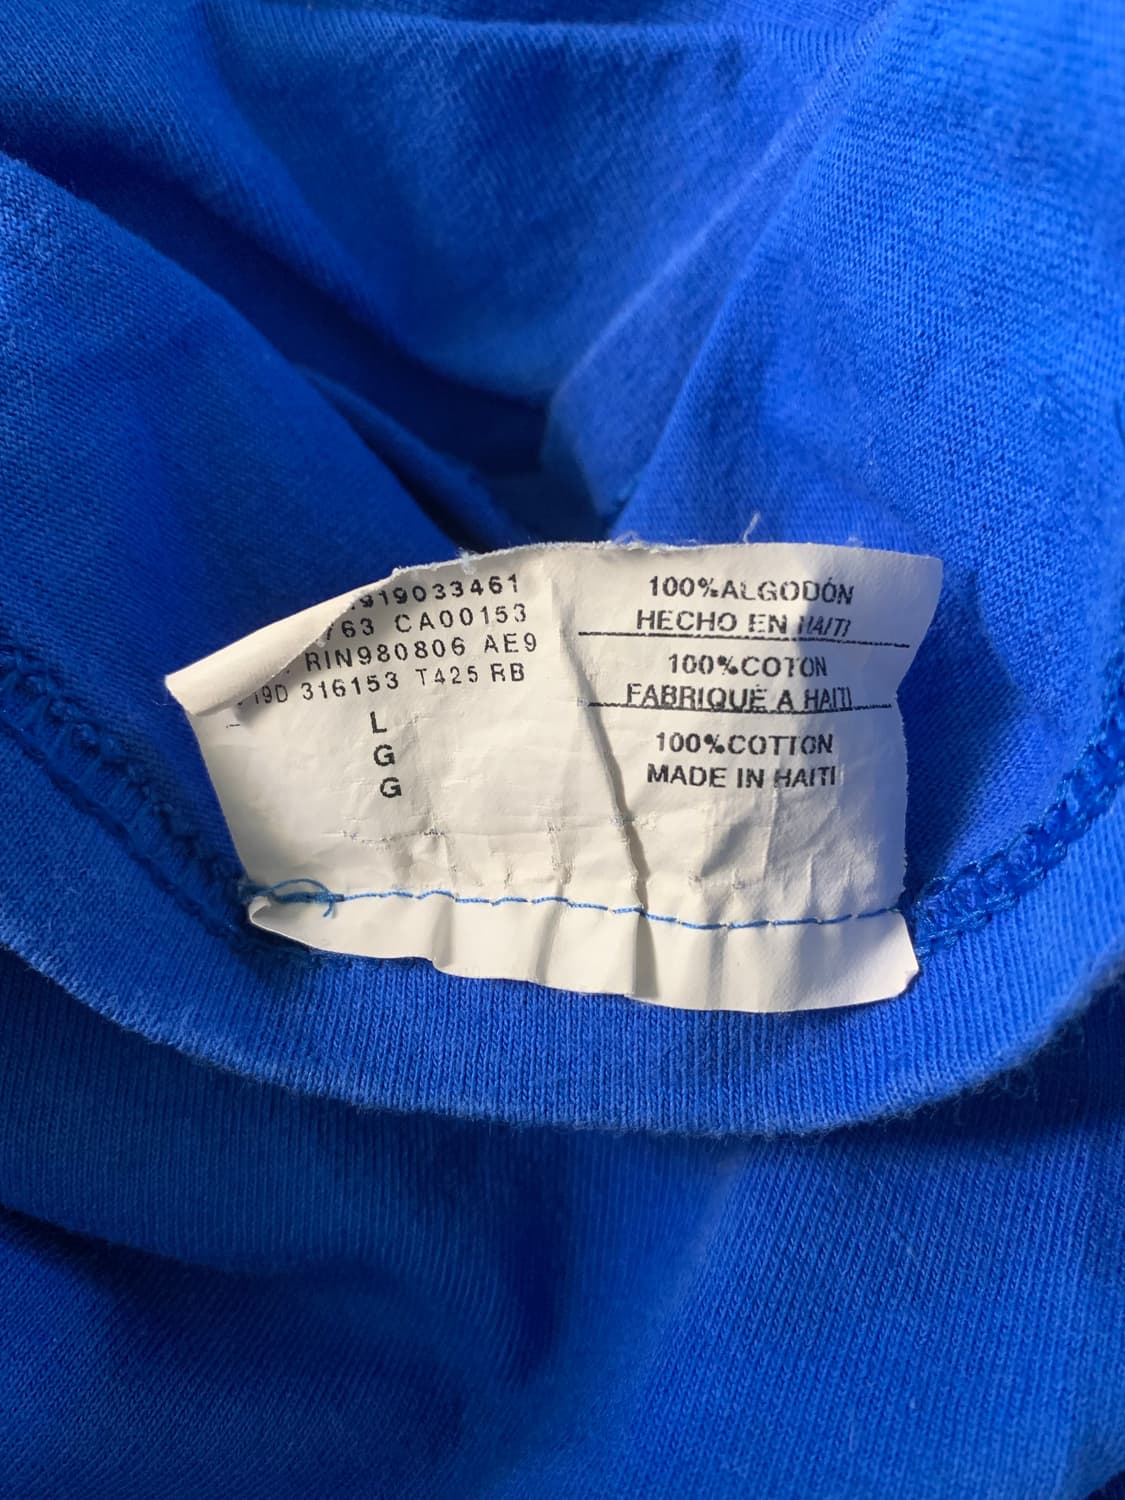 919033461
763 CA00153
RIN980806 AE9
19D 316153 T425 RB
L
G
G
100%ALGODÓN
HECHO EN HAITI
100%COTON
FABRIQUÉ A HAITI
100%COTTON
MADE IN HAITI